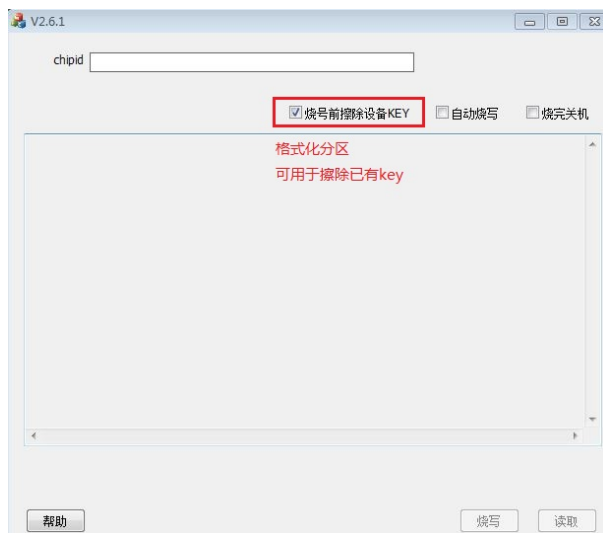 V2.6.1
chipid
烧号前擦除设备KEY 自动烧写 烧完关机
格式化分区
可用于擦除已有key
帮助 烧写 读取